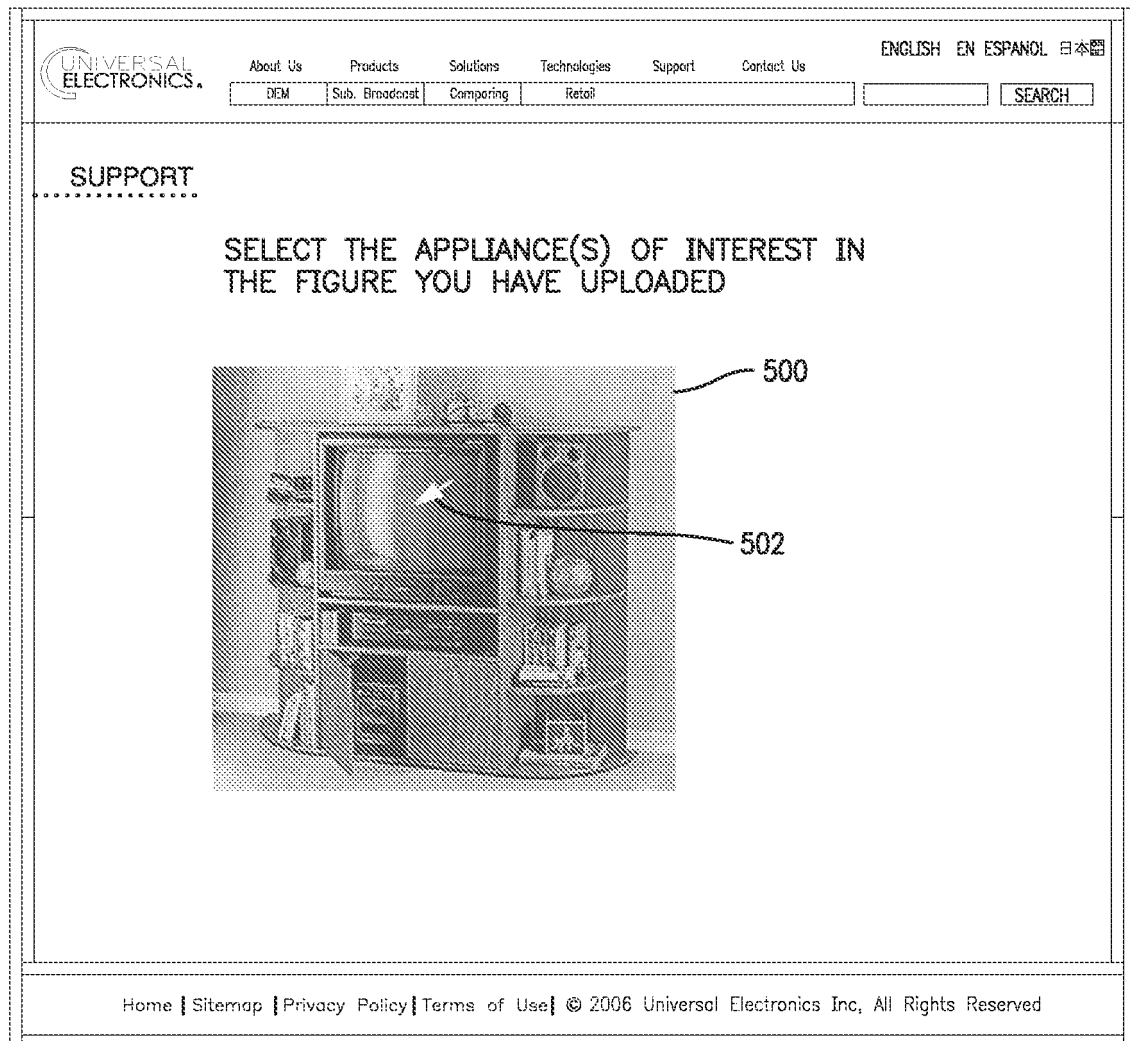 UNIVERSAL
ELECTRONICS.
ENGLISH EN ESPANOL 日本語
About Us Products Solutions Technologies Support Contact Us
DEM Sub. Broadcast Comparing Retail SEARCH
SUPPORT
SELECT THE APPLIANCE(S) OF INTEREST IN
THE FIGURE YOU HAVE UPLOADED
500
502
Home | Sitemap | Privacy Policy | Terms of Use | © 2006 Universal Electronics Inc, All Rights Reserved